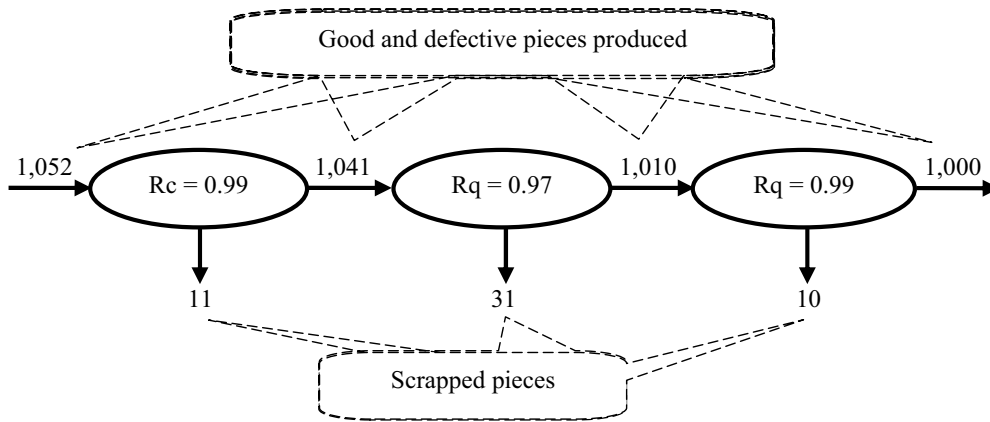 Good and defective pieces produced
1,052
Rc = 0.99
1,041
Rq = 0.97
1,010
Rq = 0.99
1,000
11
31
10
Scrapped pieces